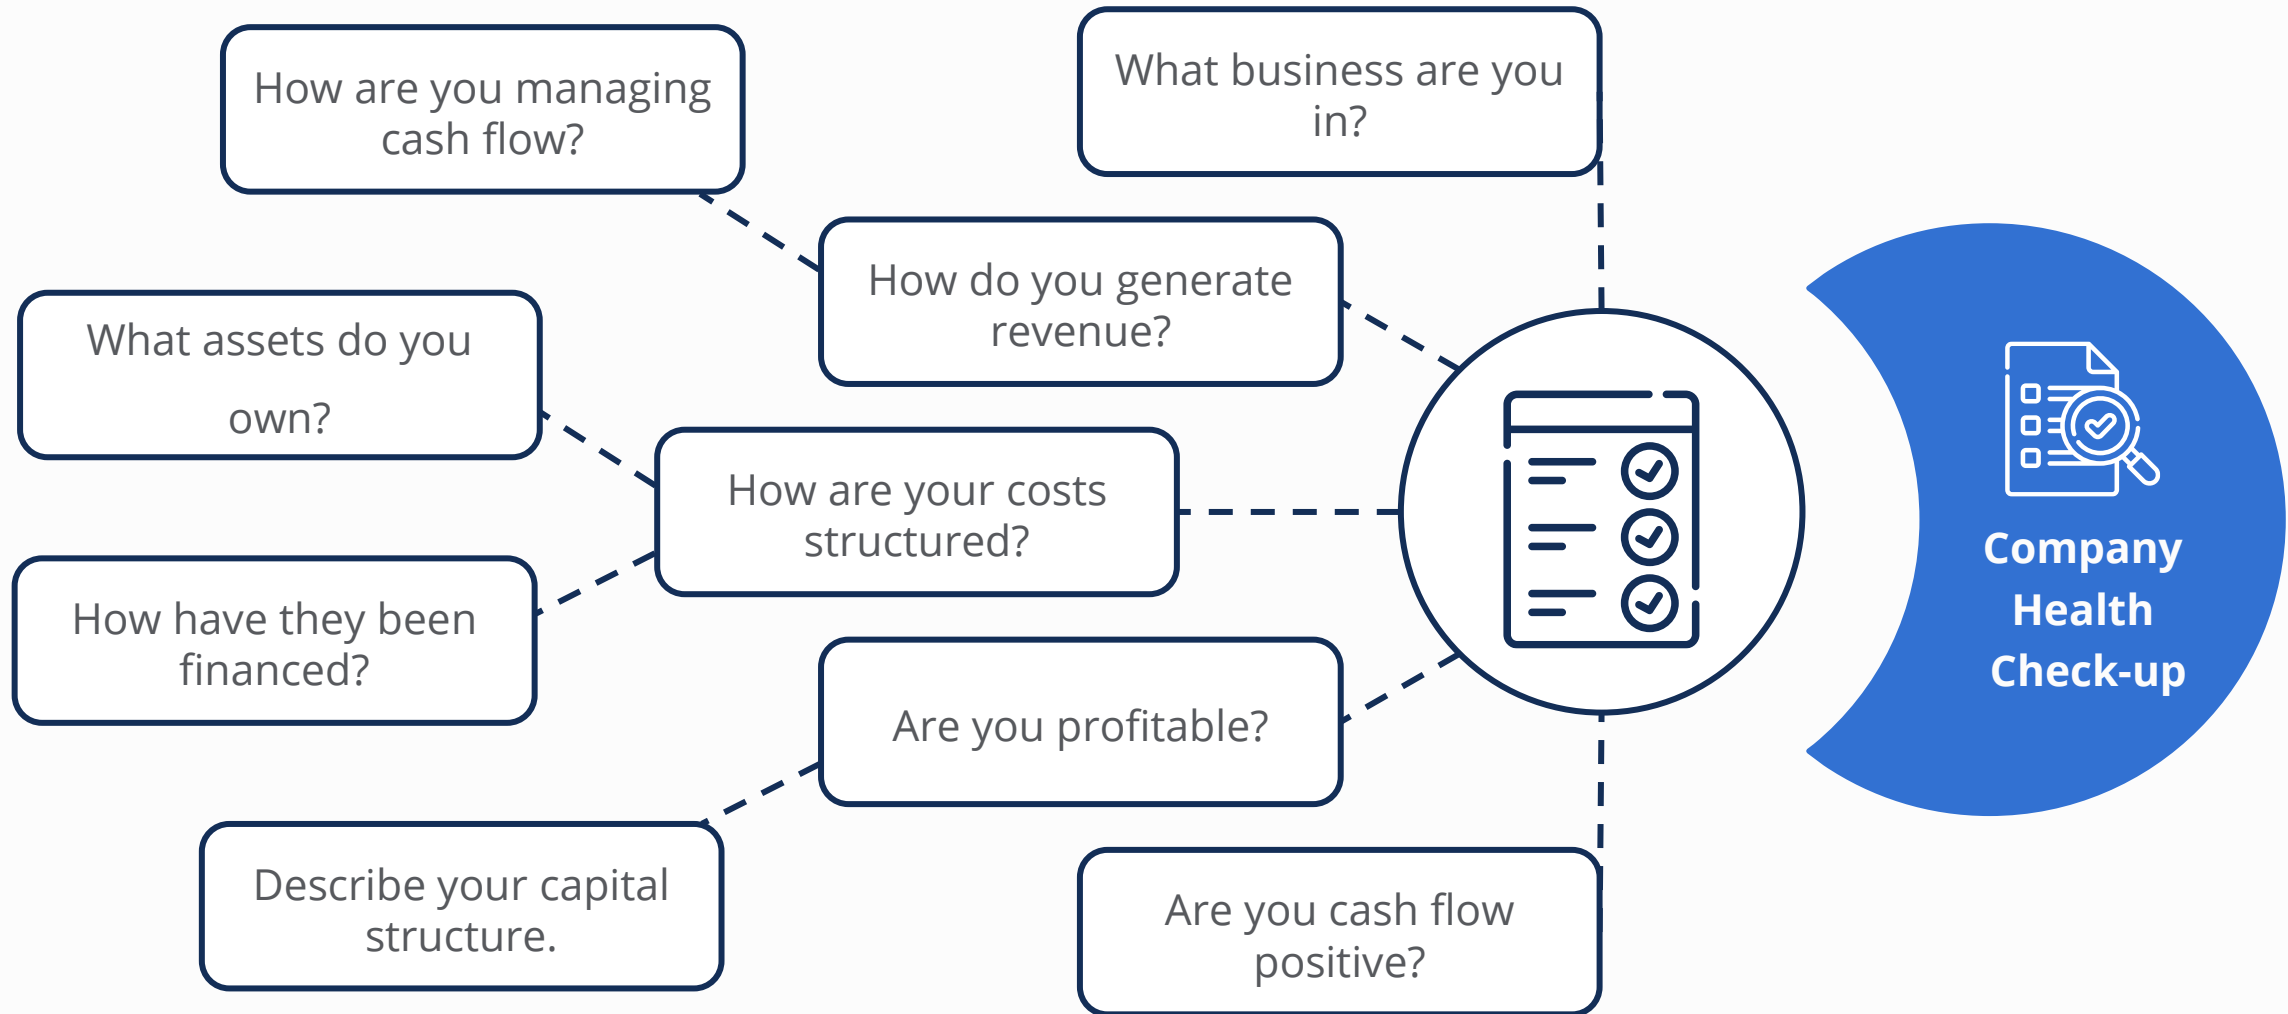 How are you managing
cash flow?
What business are you
in?
How do you generate
revenue?
What assets do you
own?
How are your costs
structured?
How have they been
financed?
Are you profitable?
Describe your capital
structure.
Are you cash flow
positive?
Company
Health
Check-up